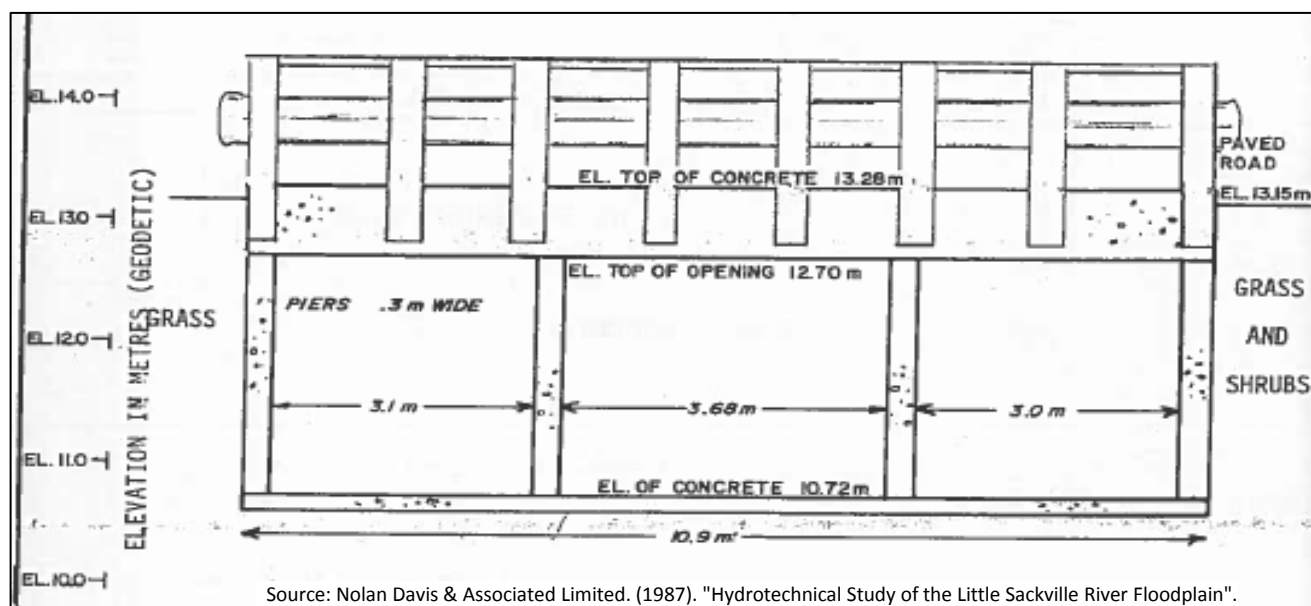 EL.14.0
EL.13.0
EL.12.0
EL.11.0
EL.10.0
ELEVATION IN METRES (GEODETIC)
GRASS
EL. TOP OF CONCRETE 13.28m
PAVED
ROAD
EL.13.15m
EL. TOP OF OPENING 12.70 m
PIERS .3 m WIDE
GRASS
AND
SHRUBS
3.1 m
3.68 m
3.0 m
EL. OF CONCRETE 10.72m
10.9 m
Source: Nolan Davis & Associated Limited. (1987). "Hydrotechnical Study of the Little Sackville River Floodplain".